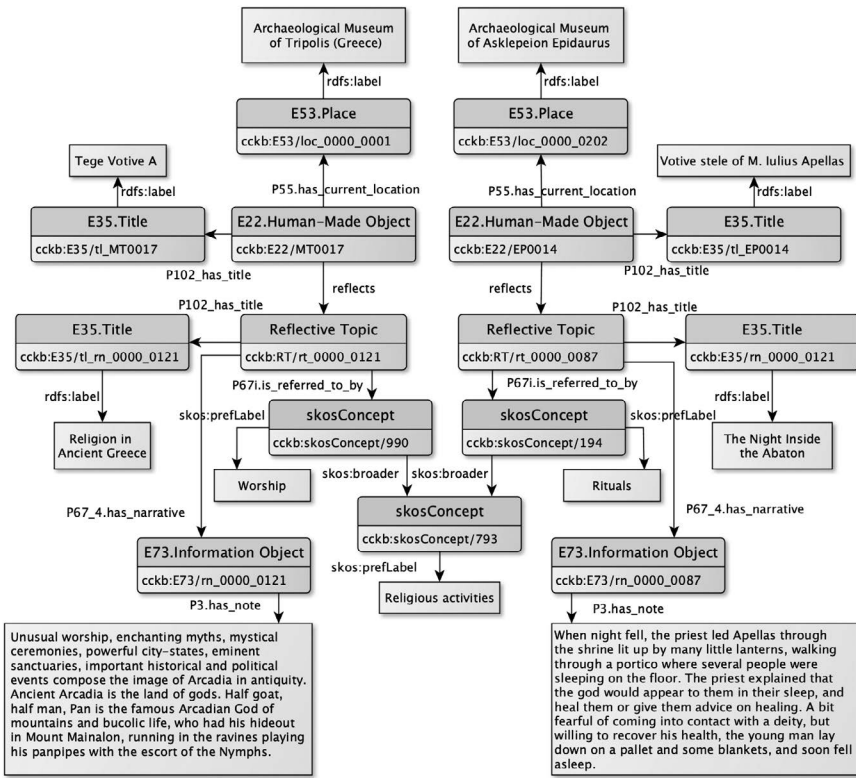 Archaeological Museum
of Tripolis (Greece)
Archaeological Museum
of Asklepeion Epidaurus
rdfs:label
rdfs:label
E53.Place
cckb:E53/loc_0000_0001
E53.Place
cckb:E53/loc_0000_0202
Tege Votive A
Votive stele of M. Iulius Apellas
rdfs:label
P55.has_current_location
P55.has_current_location
rdfs:label
E35.Title
cckb:E35/tl_MT0017
E22.Human-Made Object
cckb:E22/MT0017
E22.Human-Made Object
cckb:E22/EP0014
E35.Title
cckb:E35/tl_EP0014
P102_has_title
P102_has_title
reflects
reflects
P102_has_title
P102_has_title
E35.Title
cckb:E35/tl_rn_0000_0121
Reflective Topic
cckb:RT/rt_0000_0121
Reflective Topic
cckb:RT/rt_0000_0087
E35.Title
cckb:E35/rn_0000_0121
P67i.is_referred_to_by
P67i.is_referred_to_by
rdfs:label
rdfs:label
skos:prefLabel
skosConcept
cckb:skosConcept/990
skosConcept
cckb:skosConcept/194
skos:prefLabel
Religion in
Ancient Greece
The Night Inside
the Abaton
skos:broader
skos:broader
Worship
Rituals
P67_4.has_narrative
skosConcept
cckb:skosConcept/793
P67_4.has_narrative
E73.Information Object
cckb:E73/rn_0000_0121
skos:prefLabel
E73.Information Object
cckb:E73/rn_0000_0087
Religious activities
P3.has_note
P3.has_note
Unusual worship, enchanting myths, mystical
ceremonies, powerful city-states, eminent
sanctuaries, important historical and political
events compose the image of Arcadia in antiquity.
Ancient Arcadia is the land of gods. Half goat,
half man, Pan is the famous Arcadian God of
mountains and bucolic life, who had his hideout
in Mount Mainalon, running in the ravines playing
his panpipes with the escort of the Nymphs.
When night fell, the priest led Apellas through
the shrine lit up by many little lanterns, walking
through a portico where several people were
sleeping on the floor. The priest explained that
the god would appear to them in their sleep, and
heal them or give them advice on healing. A bit
fearful of coming into contact with a deity, but
willing to recover his health, the young man lay
down on a pallet and some blankets, and soon fell
asleep.